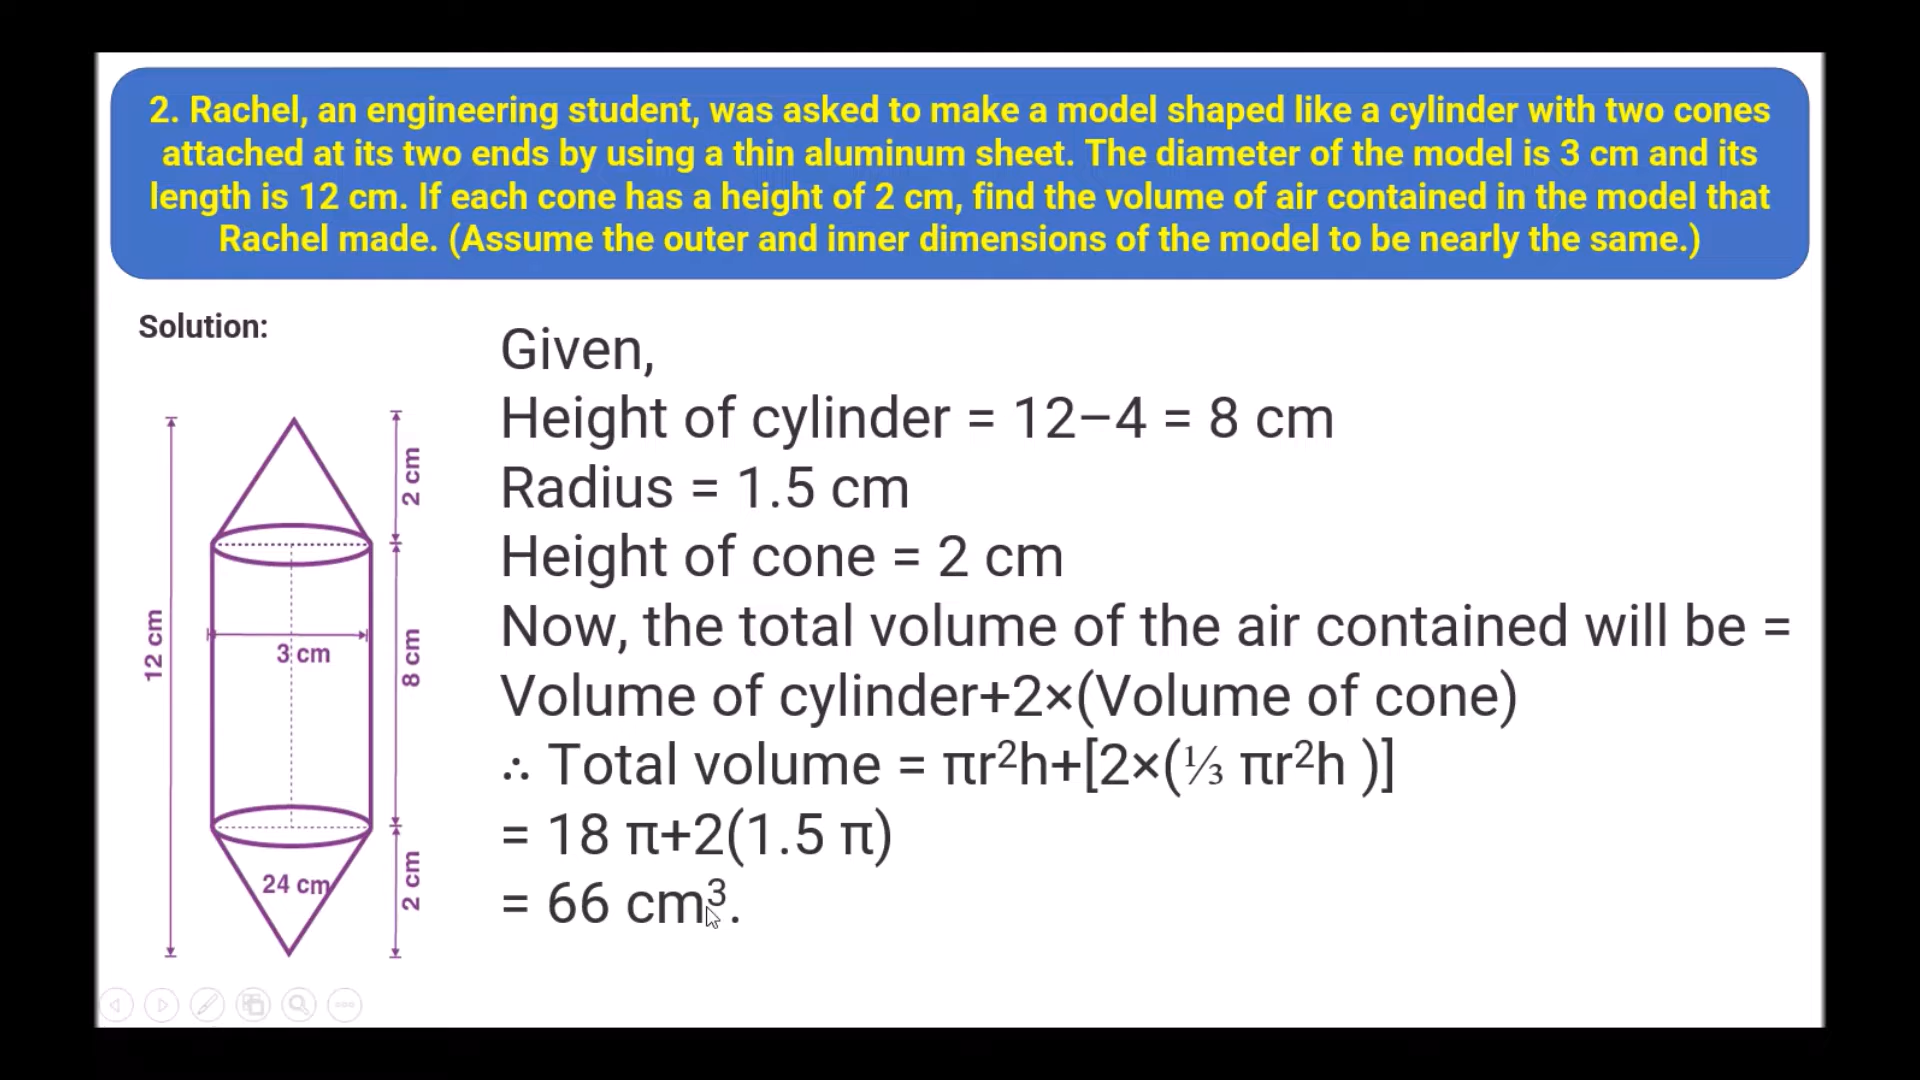 2. Rachel, an engineering student, was asked to make a model shaped like a cylinder with two cones
attached at its two ends by using a thin aluminum sheet. The diameter of the model is 3 cm and its
length is 12 cm. If each cone has a height of 2 cm, find the volume of air contained in the model that
Rachel made. (Assume the outer and inner dimensions of the model to be nearly the same.)
Solution:
Given,
Height of cylinder = 12–4 = 8 cm
Radius = 1.5 cm
Height of cone = 2 cm
Now, the total volume of the air contained will be =
Volume of cylinder+2×(Volume of cone)
∴ Total volume = πr²h+[2×(⅓ πr²h )]
= 18 π+2(1.5 π)
= 66 cm³.
12 cm
2 cm
3 cm
8 cm
24 cm
2 cm